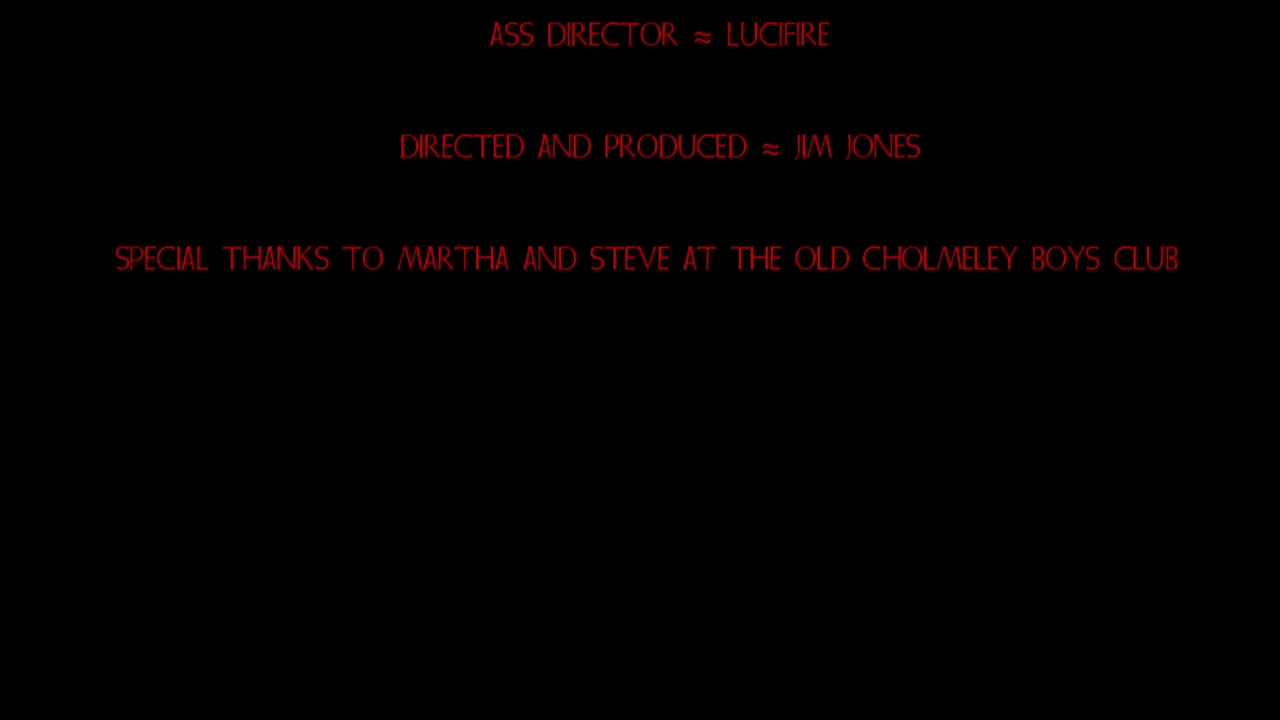 ASS DIRECTOR ≈ LUCIFIRE
DIRECTED AND PRODUCED ≈ JIM JONES
SPECIAL THANKS TO MARTHA AND STEVE AT THE OLD CHOLMELEY BOYS CLUB